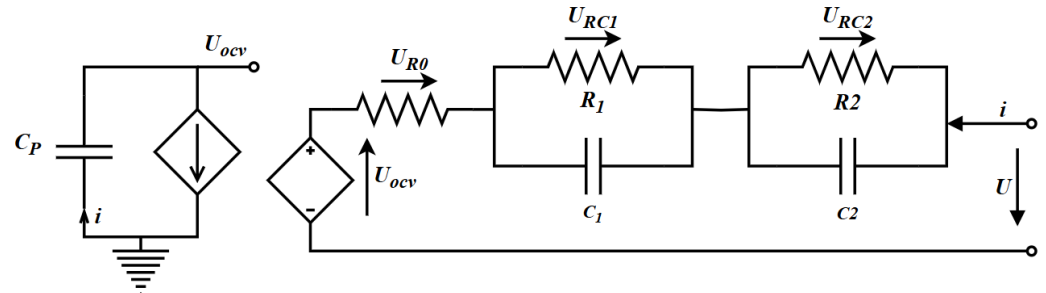 U_RC1
U_RC2
U_ocv
U_R0
R_1
R2
C_P
i
+
U_ocv
i
U
-
C_1
C2